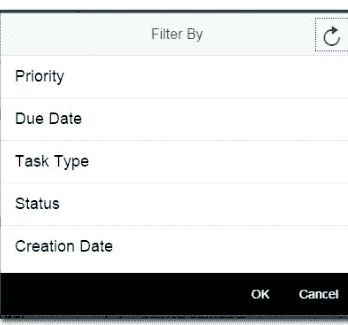 Filter By
Priority
Due Date
Task Type
Status
Creation Date
OK Cancel